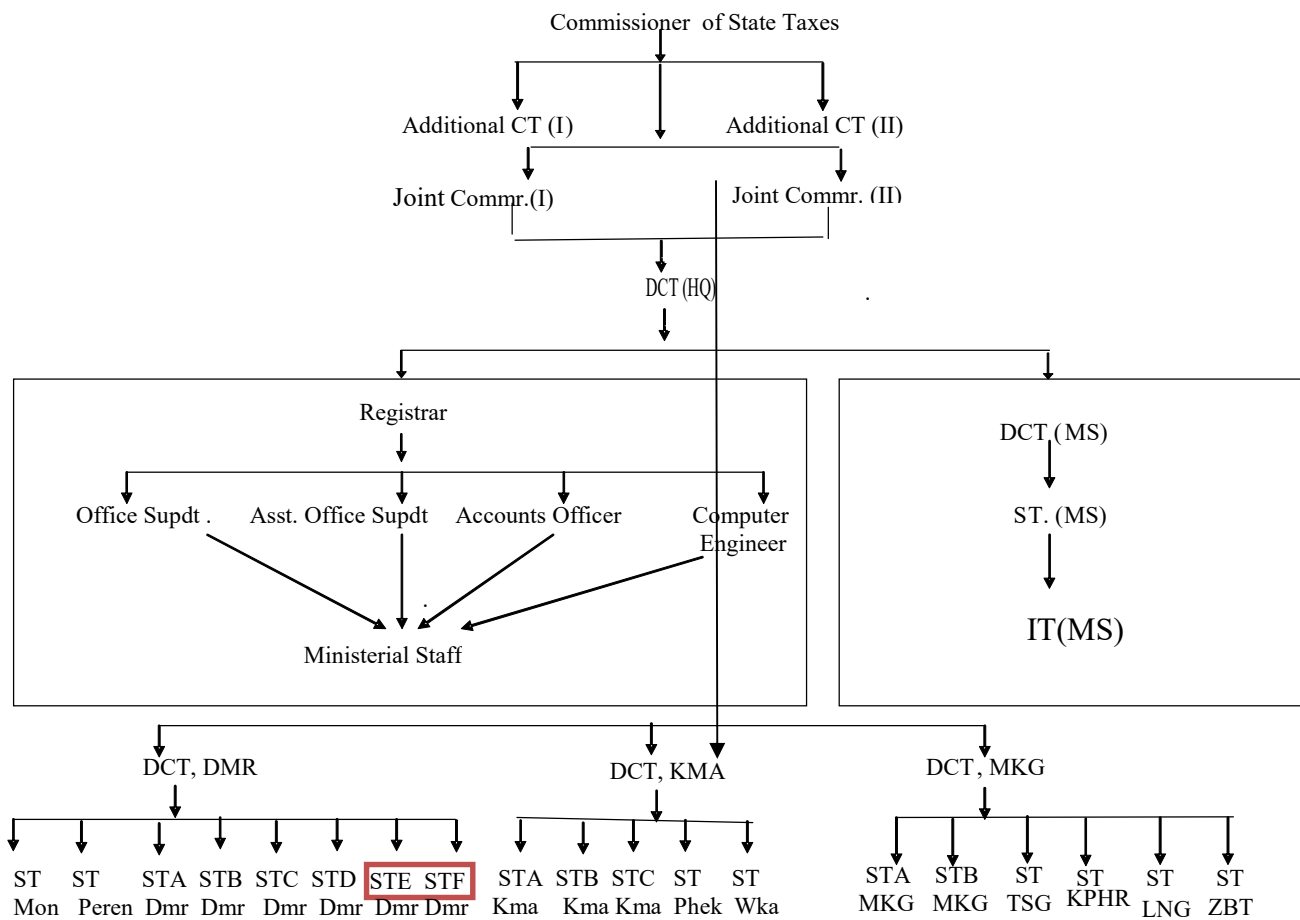 Commissioner of State Taxes
Additional CT (I) Additional CT (II)
Joint Commr.(I) Joint Commr. (II)
DCT (HQ)
Registrar
DCT (MS)
Office Supdt . Asst. Office Supdt Accounts Officer Computer
Engineer
ST. (MS)
IT(MS)
Ministerial Staff
DCT, DMR DCT, KMA DCT, MKG
ST ST STA STB STC STD STE STF STA STB STC ST ST STA STB ST ST ST ST
Mon Peren Dmr Dmr Dmr Dmr Dmr Dmr Kma Kma Kma Phek Wka MKG MKG TSG KPHR LNG ZBT